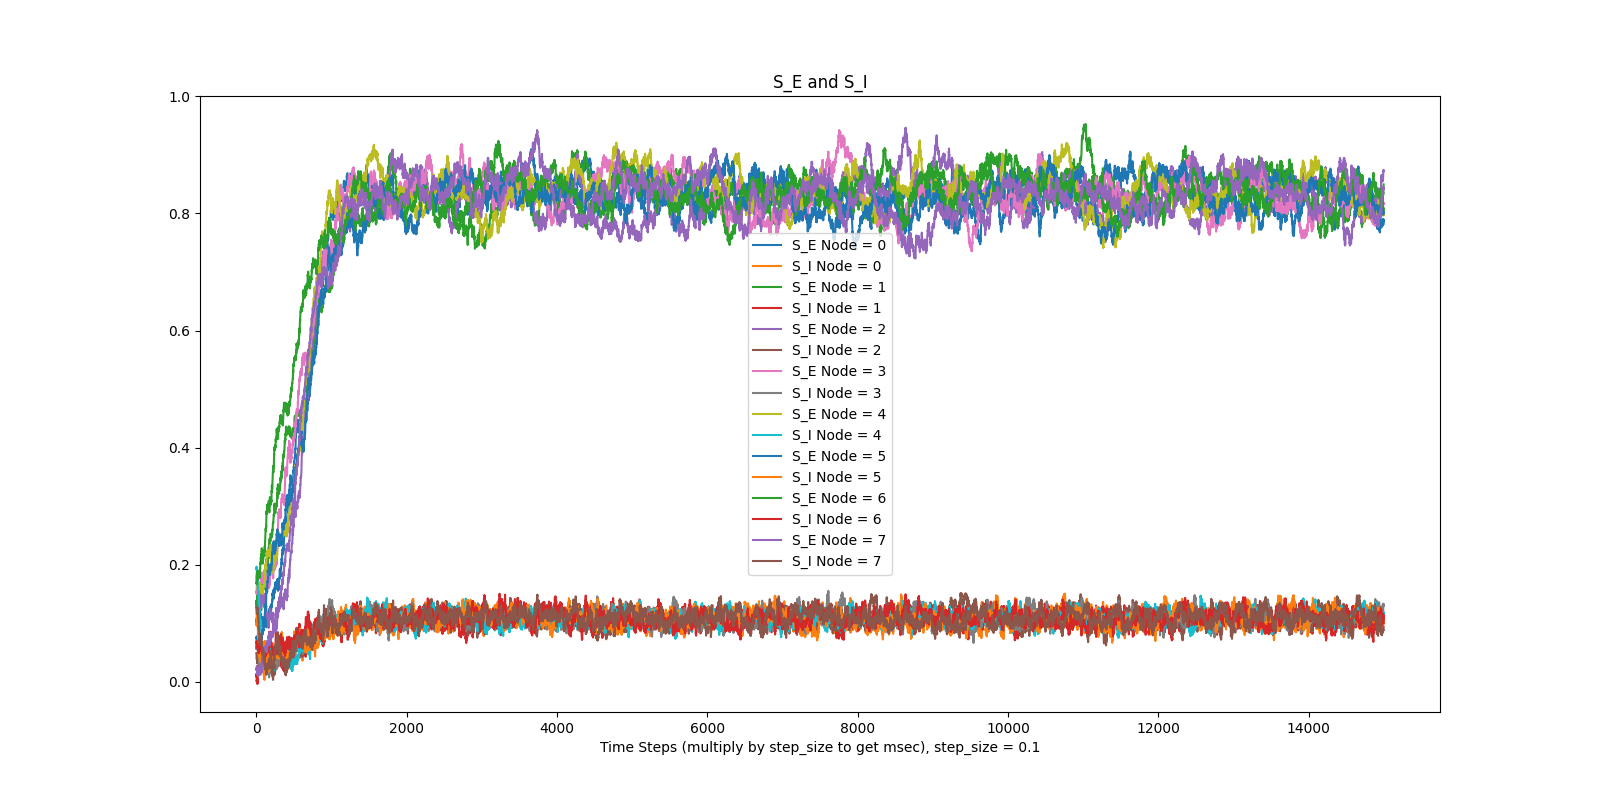 S_E and S_I
1.0
0.8
0.6
0.4
0.2
0.0
S_E Node = 0
S_I Node = 0
S_E Node = 1
S_I Node = 1
S_E Node = 2
S_I Node = 2
S_E Node = 3
S_I Node = 3
S_E Node = 4
S_I Node = 4
S_E Node = 5
S_I Node = 5
S_E Node = 6
S_I Node = 6
S_E Node = 7
S_I Node = 7
0 2000 4000 6000 8000 10000 12000 14000
Time Steps (multiply by step_size to get msec), step_size = 0.1